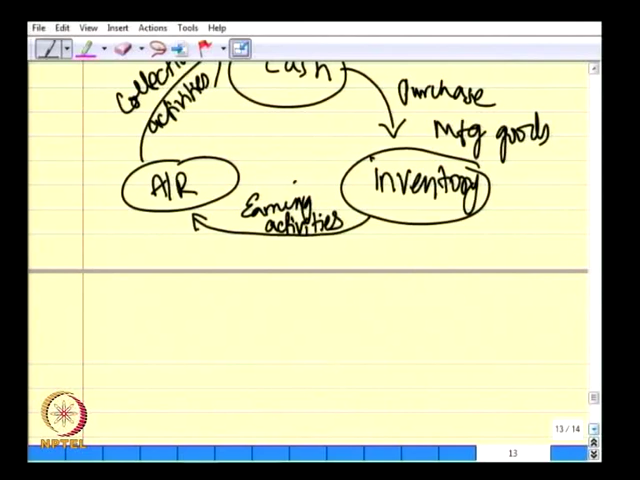 File Edit View Insert Actions Tools Help
Cash
Collection
activities
Purchase
Mfg goods
A/R
Inventory
Earning
activities
NPTEL
13 / 14
13